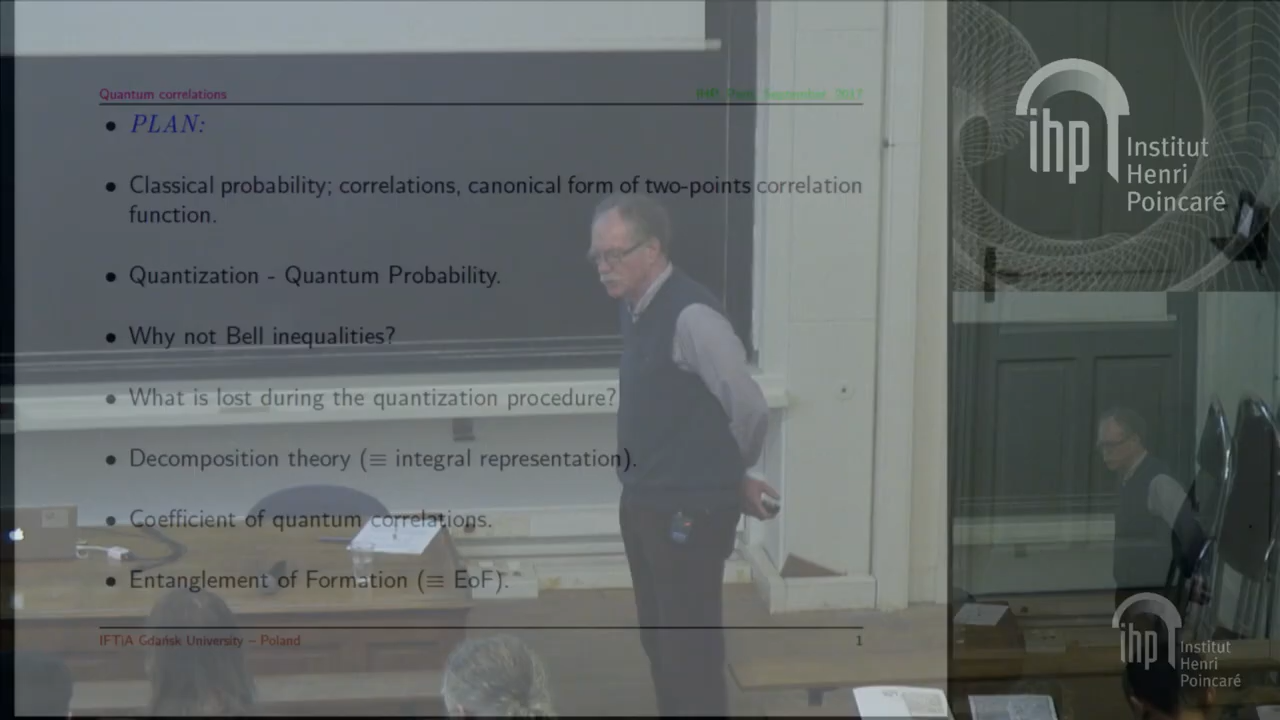 Quantum correlations
IHP, Paris, September 2017
• PLAN:
• Classical probability; correlations, canonical form of two-points correlation
function.
• Quantization - Quantum Probability.
• Why not Bell inequalities?
• What is lost during the quantization procedure?
• Decomposition theory (≡ integral representation).
• Coefficient of quantum correlations.
• Entanglement of Formation (≡ EoF).
IFTiA Gdańsk University – Poland
1
ihp
Institut
Henri
Poincaré
ihp
Institut
Henri
Poincaré